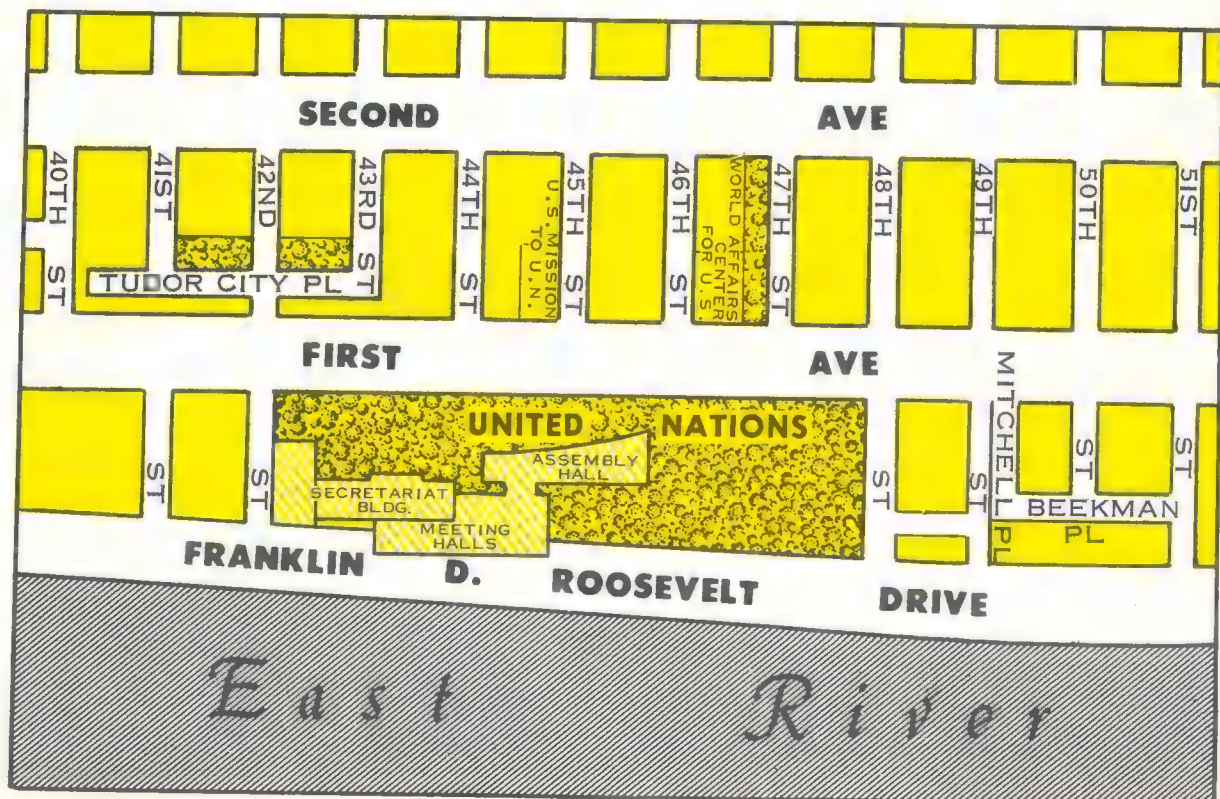 SECOND AVE
40TH ST
41ST
42ND
43RD ST
44TH ST
U.S. MISSION
TO U.N.
45TH ST
46TH ST
WORLD AFFAIRS
CENTER
FOR U.S.
47TH ST
48TH
49TH
50TH
51ST
TUDOR CITY PL
FIRST AVE
ST
ST
UNITED NATIONS
ASSEMBLY
HALL
SECRETARIAT
BLDG.
MEETING
HALLS
ST
ST
MITCHELL PL
ST
ST
BEEKMAN
PL
FRANKLIN D. ROOSEVELT DRIVE
East River